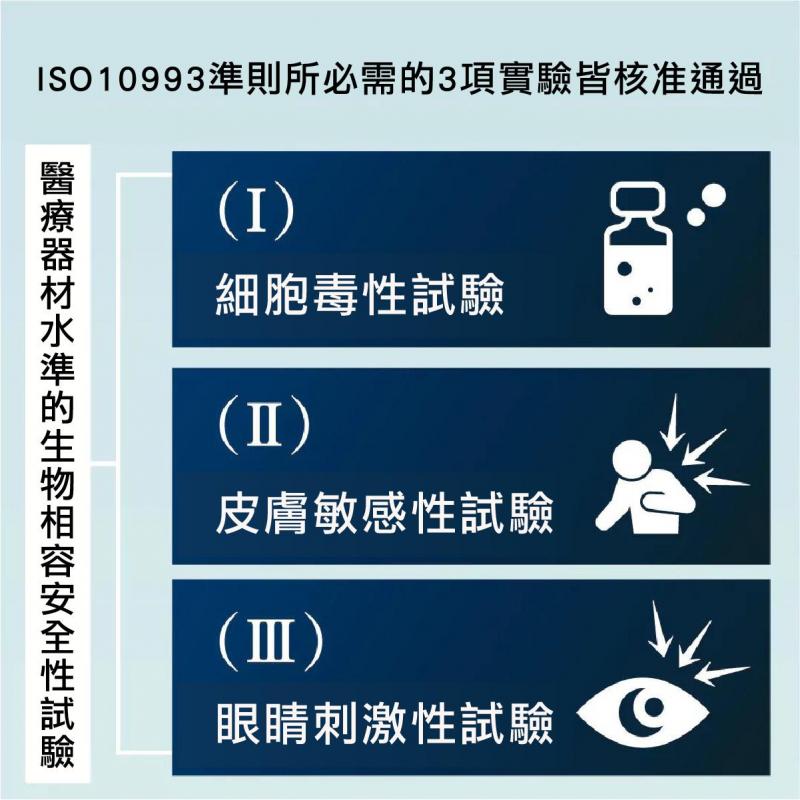 ISO10993準則所必需的3項實驗皆核准通過
醫療器材水準的生物相容安全性試驗
(I)
細胞毒性試驗
(II)
皮膚敏感性試驗
(III)
眼睛刺激性試驗